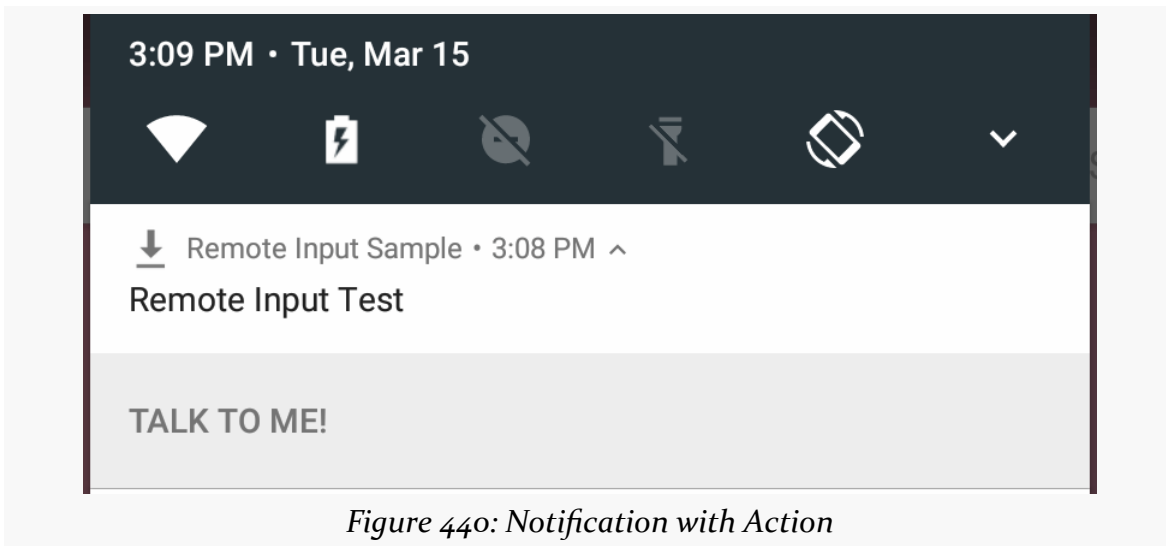 3:09 PM • Tue, Mar 15
Remote Input Sample • 3:08 PM
Remote Input Test
TALK TO ME!
Figure 440: Notification with Action